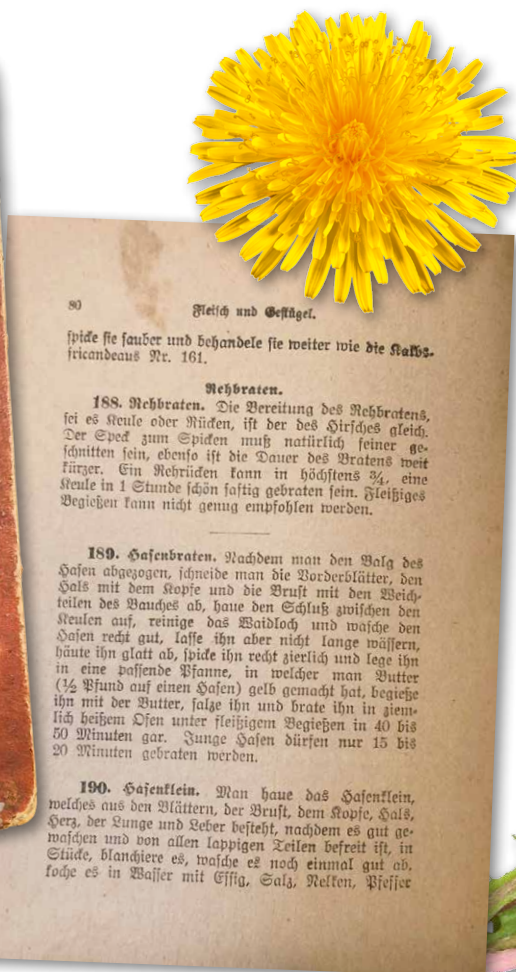 80
Fleisch und Geflügel.
spicke sie sauber und behandele sie weiter wie die Kalbs-
fricandeaus Nr. 161.
Rehbraten.
188. Rehbraten. Die Bereitung des Rehbratens,
sei es Keule oder Rücken, ist der des Hirsches gleich.
Der Speck zum Spicken muß natürlich feiner ge-
schnitten sein, ebenso ist die Dauer des Bratens weit
kürzer. Ein Rehrücken kann in höchstens ¾, eine
Keule in 1 Stunde schön saftig gebraten sein. Fleißiges
Begießen kann nicht genug empfohlen werden.
189. Hasenbraten. Nachdem man den Balg des
Hasen abgezogen, schneide man die Vorderblätter, den
Hals mit dem Kopfe und die Brust mit den Weich-
teilen des Bauches ab, haue den Schluß zwischen den
Keulen auf, reinige das Waidloch und wasche den
Hasen recht gut, lasse ihn aber nicht lange wässern,
häute ihn glatt ab, spicke ihn recht zierlich und lege ihn
in eine passende Pfanne, in welcher man Butter
(½ Pfund auf einen Hasen) gelb gemacht hat, begieße
ihn mit der Butter, salze ihn und brate ihn in ziem-
lich heißem Ofen unter fleißigem Begießen in 40 bis
50 Minuten gar. Junge Hasen dürfen nur 15 bis
20 Minuten gebraten werden.
190. Hasenklein. Man haue das Hasenklein,
welches aus den Blättern, der Brust, dem Kopfe, Hals,
Herz, der Lunge und Leber besteht, nachdem es gut ge-
waschen und von allen lappigen Teilen befreit ist, in
Stücke, blanchiere es, wasche es noch einmal gut ab,
koche es in Wasser mit Essig, Salz, Nelken, Pfeffer